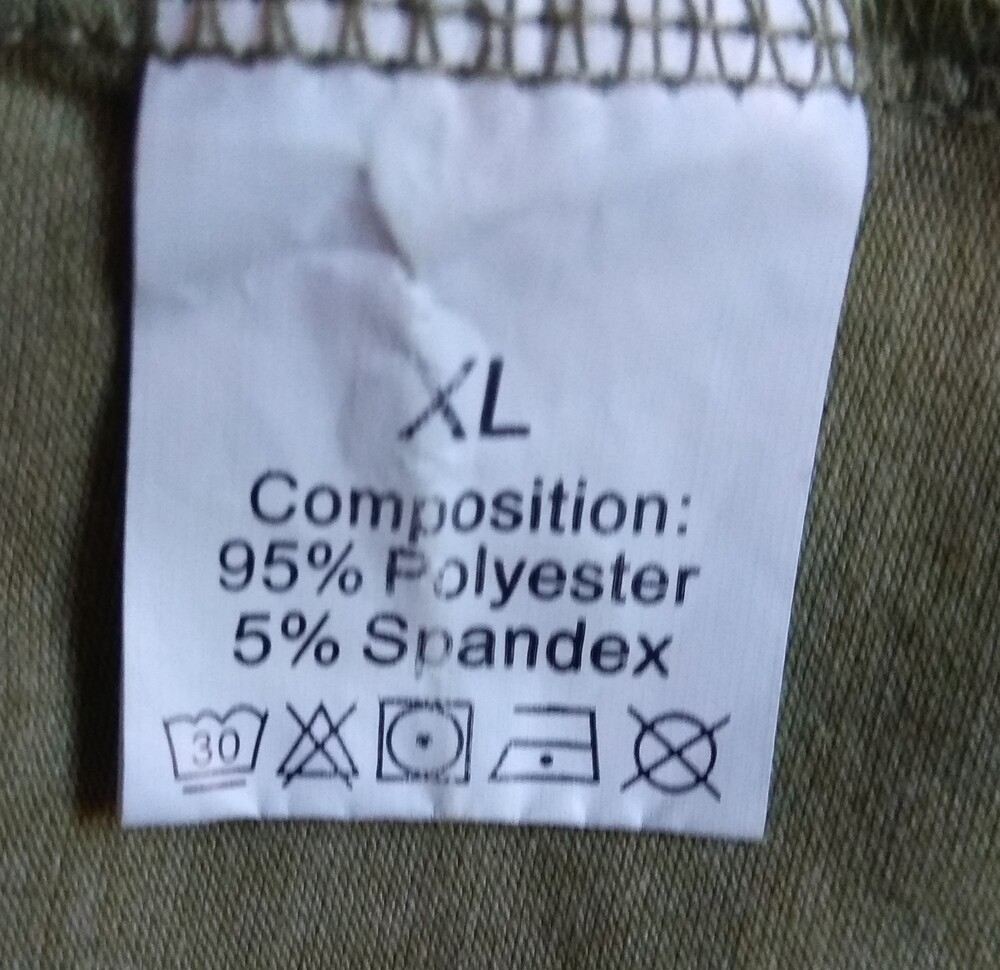 XL
Composition:
95% Polyester
5% Spandex
30